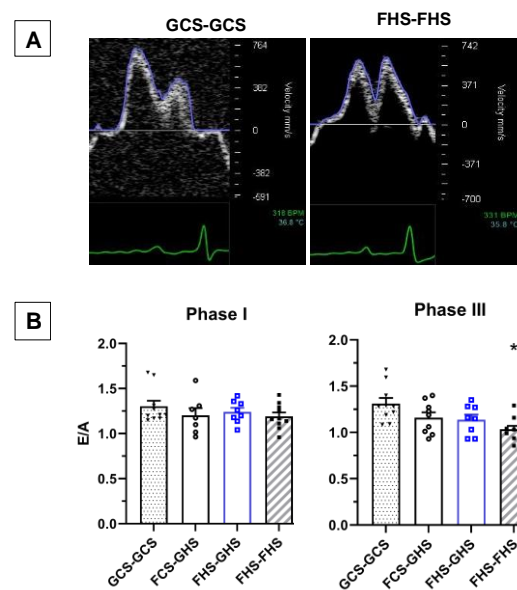 A
GCS-GCS
FHS-FHS
764
382
0
-382
-591
Velocity mm/s
318 BPM
36.8 °C
742
371
0
-371
-700
Velocity mm/s
331 BPM
35.8 °C
B
Phase I
E/A
2.0
1.5
1.0
0.5
0.0
GCS-GCS
FCS-GHS
FHS-GHS
FHS-FHS
Phase III
*
2.0
1.5
1.0
0.5
0.0
GCS-GCS
FCS-GHS
FHS-GHS
FHS-FHS